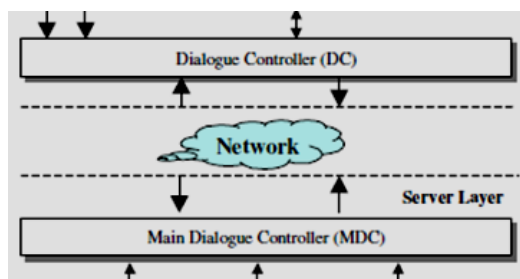 Dialogue Controller (DC)
Network
Server Layer
Main Dialogue Controller (MDC)